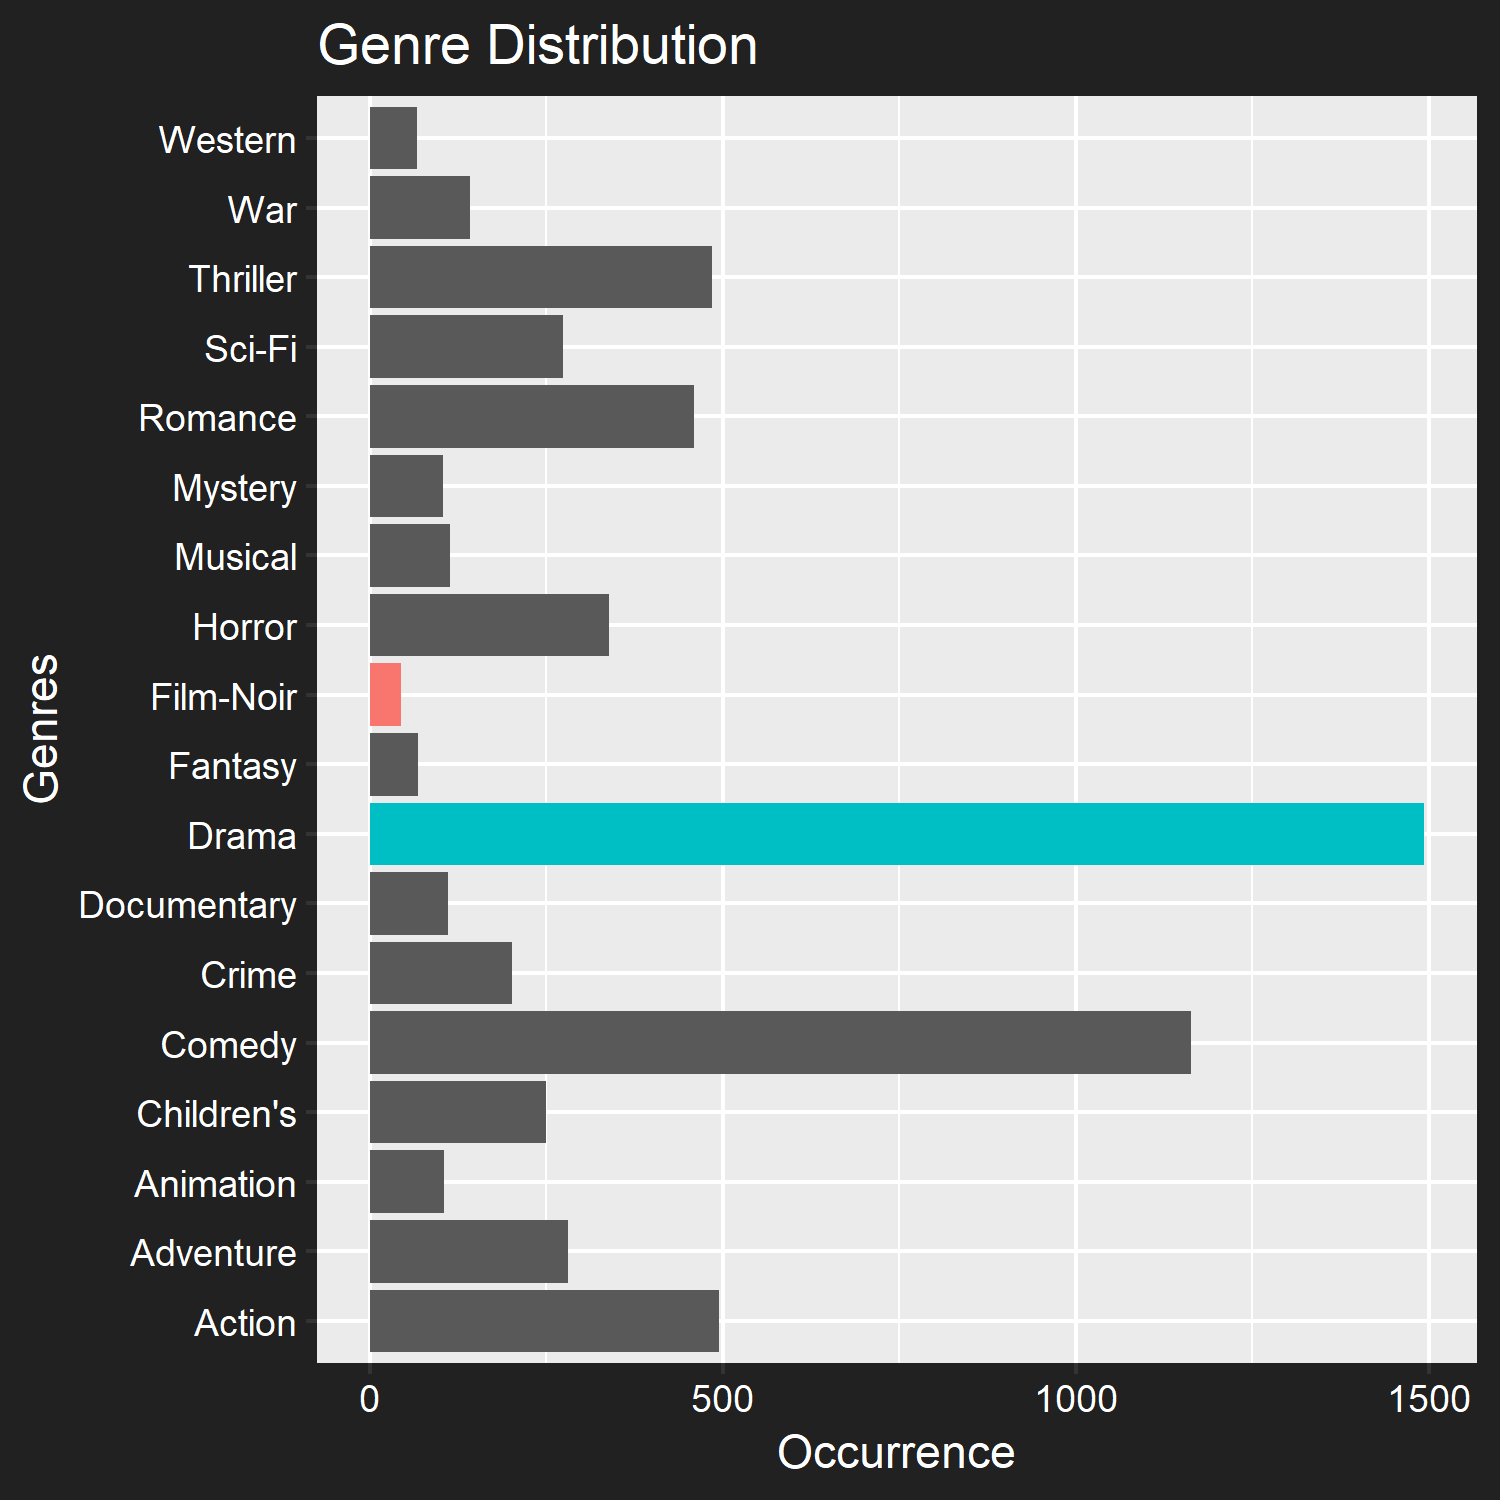 Genre Distribution
Western
War
Thriller
Sci-Fi
Romance
Mystery
Musical
Horror
Film-Noir
Fantasy
Drama
Documentary
Crime
Comedy
Children's
Animation
Adventure
Action
Genres
0 500 1000 1500
Occurrence